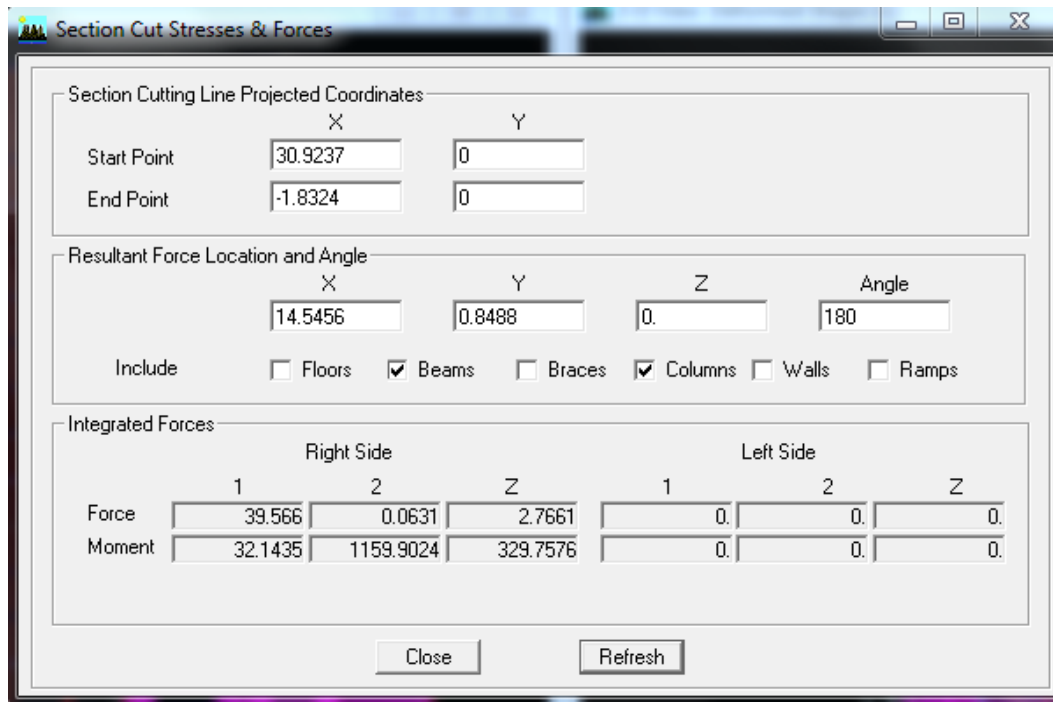 Section Cut Stresses & Forces
Section Cutting Line Projected Coordinates
X Y
Start Point 30.9237 0
End Point -1.8324 0
Resultant Force Location and Angle
X Y Z Angle
14.5456 0.8488 0. 180
Include Floors Beams Braces Columns Walls Ramps
Integrated Forces
Right Side Left Side
1 2 Z 1 2 Z
Force 39.566 0.0631 2.7661 0. 0. 0.
Moment 32.1435 1159.9024 329.7576 0. 0. 0.
Close Refresh